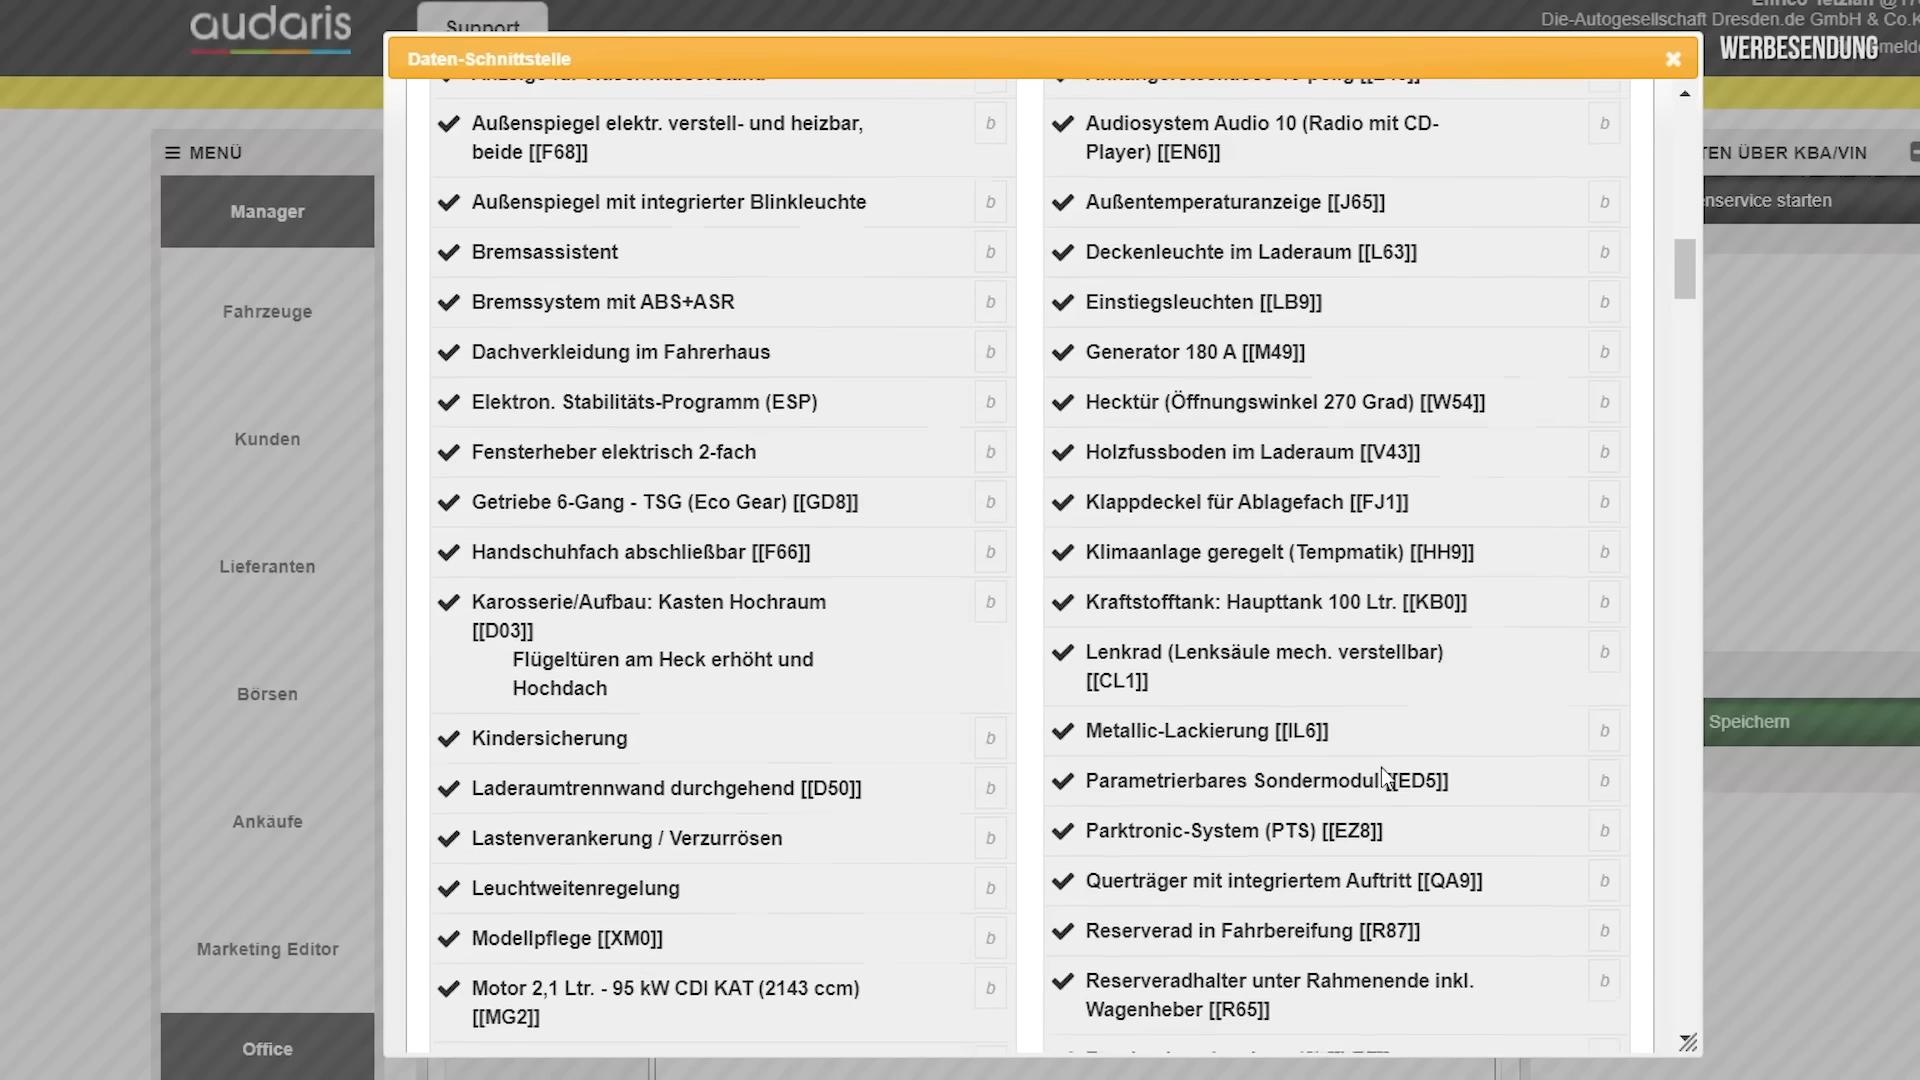 audaris
Support
Die-Autogesellschaft Dresden.de GmbH & Co.K
WERBESENDUNG
Daten-Schnittstelle
MENÜ
Manager
Fahrzeuge
Kunden
Lieferanten
Börsen
Ankäufe
Marketing Editor
Office
Außenspiegel elektr. verstell- und heizbar,
beide [[F68]]
b
Außenspiegel mit integrierter Blinkleuchte
b
Bremsassistent
b
Bremssystem mit ABS+ASR
b
Dachverkleidung im Fahrerhaus
b
Elektron. Stabilitäts-Programm (ESP)
b
Fensterheber elektrisch 2-fach
b
Getriebe 6-Gang - TSG (Eco Gear) [[GD8]]
b
Handschuhfach abschließbar [[F66]]
b
Karosserie/Aufbau: Kasten Hochraum
[[D03]]
Flügeltüren am Heck erhöht und
Hochdach
b
Kindersicherung
b
Laderaumtrennwand durchgehend [[D50]]
b
Lastenverankerung / Verzurrösen
b
Leuchtweitenregelung
b
Modellpflege [[XM0]]
b
Motor 2,1 Ltr. - 95 kW CDI KAT (2143 ccm)
[[MG2]]
b
Audiosystem Audio 10 (Radio mit CD-
Player) [[EN6]]
b
Außentemperaturanzeige [[J65]]
b
Deckenleuchte im Laderaum [[L63]]
b
Einstiegsleuchten [[LB9]]
b
Generator 180 A [[M49]]
b
Hecktür (Öffnungswinkel 270 Grad) [[W54]]
b
Holzfussboden im Laderaum [[V43]]
b
Klappdeckel für Ablagefach [[FJ1]]
b
Klimaanlage geregelt (Tempmatik) [[HH9]]
b
Kraftstofftank: Haupttank 100 Ltr. [[KB0]]
b
Lenkrad (Lenksäule mech. verstellbar)
[[CL1]]
b
Metallic-Lackierung [[IL6]]
b
Parametrierbares Sondermodul [[ED5]]
b
Parktronic-System (PTS) [[EZ8]]
b
Querträger mit integriertem Auftritt [[QA9]]
b
Reserverad in Fahrbereifung [[R87]]
b
Reserveradhalter unter Rahmenende inkl.
Wagenheber [[R65]]
b
TEN ÜBER KBA/VIN
nservice starten
Speichern